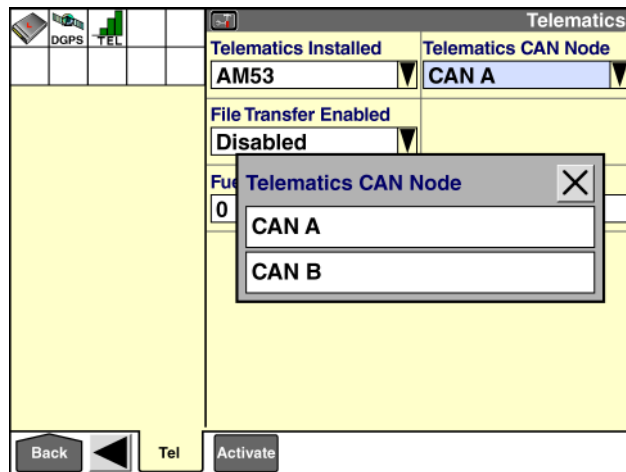 DGPS
TEL
Telematics
Telematics Installed
Telematics CAN Node
AM53
CAN A
File Transfer Enabled
Disabled
Fue
0
Telematics CAN Node
CAN A
CAN B
Back
Tel
Activate